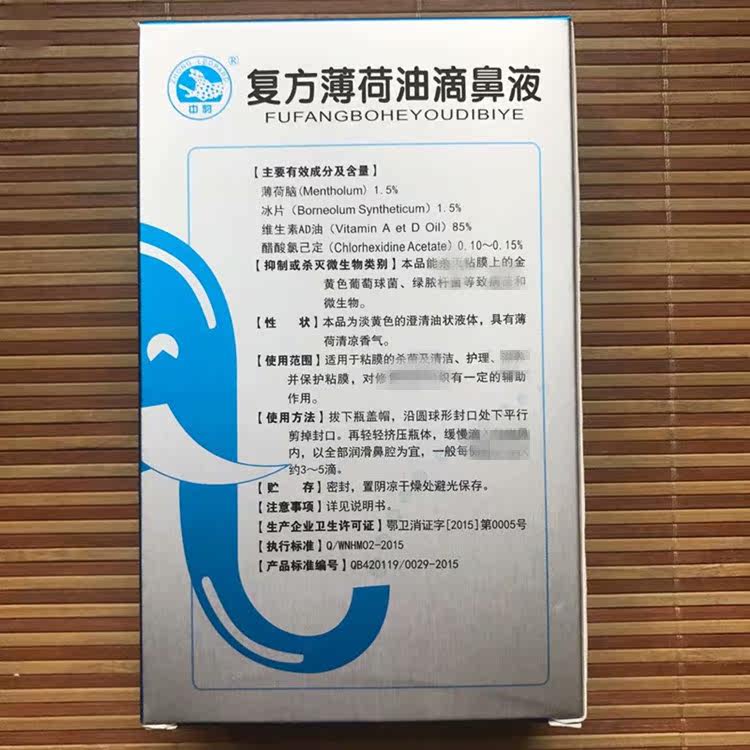 ZHONG LEOPARD
中豹
®
复方薄荷油滴鼻液
FUFANGBOHEYOUDIBIYE
【主要有效成分及含量】
薄荷脑(Mentholum) 1.5%
冰片（Borneolum Syntheticum）1.5%
维生素AD油（Vitamin A et D Oil）85%
醋酸氯己定（Chlorhexidine Acetate）0.10～0.15%
【抑制或杀灭微生物类别】本品能粘膜上的金
黄色葡萄球菌、绿脓杆菌等致和
微生物。
【性 状】本品为淡黄色的澄清油状液体，具有薄
荷清凉香气。
【使用范围】适用于粘膜的杀菌及清洁、护理、
并保护粘膜，对修织有一定的辅助
作用。
【使用方法】拔下瓶盖帽，沿圆球形封口处下平行
剪掉封口。再轻轻挤压瓶体，缓慢滴
内，以全部润滑鼻腔为宜，一般每
约3～5滴。
【贮 存】密封，置阴凉干燥处避光保存。
【注意事项】详见说明书。
【生产企业卫生许可证】鄂卫消证字[2015]第0005号
【执行标准】Q/WNHM02-2015
【产品标准编号】QB420119/0029-2015